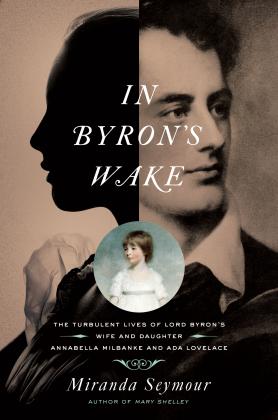 IN
BYRON'S
WAKE
THE TURBULENT LIVES OF LORD BYRON'S
WIFE AND DAUGHTER
ANNABELLA MILBANKE AND ADA LOVELACE
Miranda Seymour
AUTHOR OF MARY SHELLEY